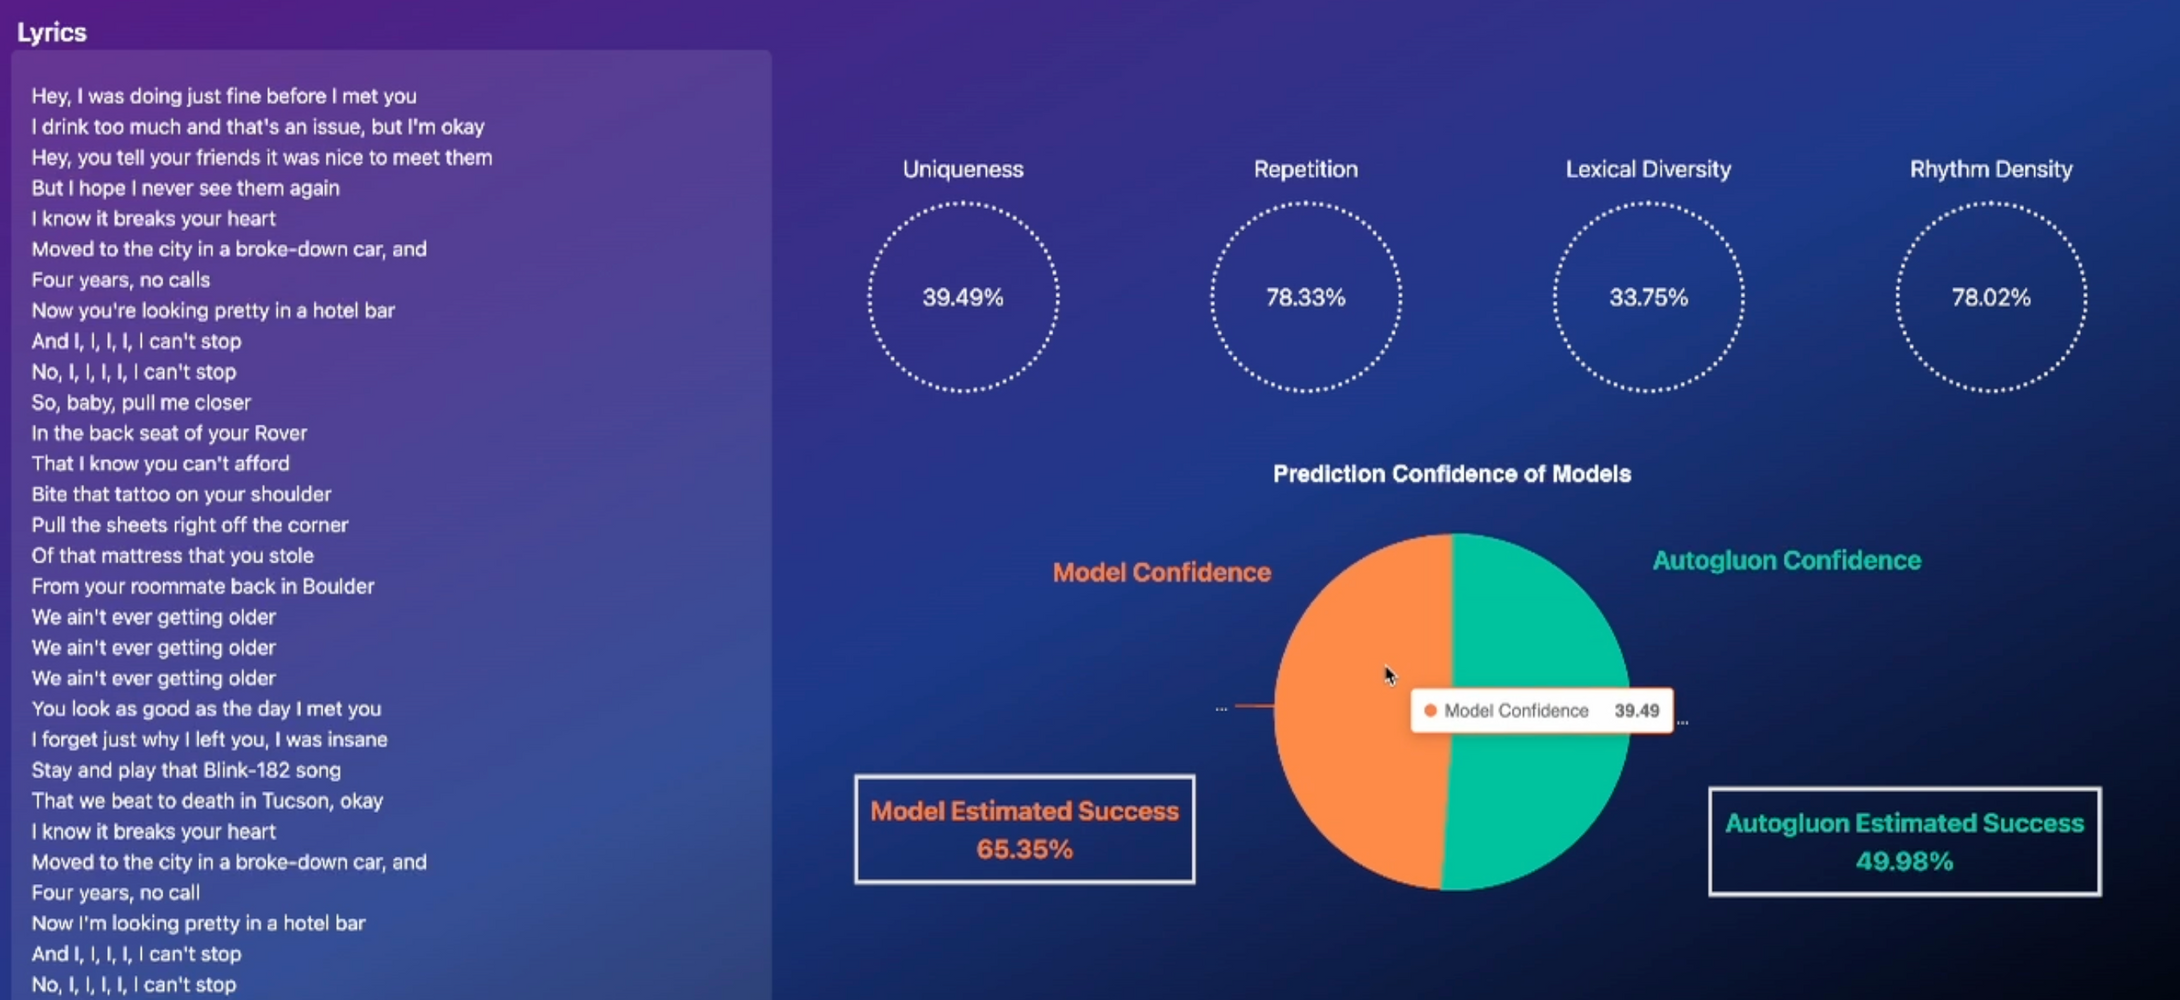 Lyrics
Hey, I was doing just fine before I met you
I drink too much and that's an issue, but I'm okay
Hey, you tell your friends it was nice to meet them
But I hope I never see them again
I know it breaks your heart
Moved to the city in a broke-down car, and
Four years, no calls
Now you're looking pretty in a hotel bar
And I, I, I, I, I can't stop
No, I, I, I, I, I can't stop
So, baby, pull me closer
In the back seat of your Rover
That I know you can't afford
Bite that tattoo on your shoulder
Pull the sheets right off the corner
Of that mattress that you stole
From your roommate back in Boulder
We ain't ever getting older
We ain't ever getting older
We ain't ever getting older
You look as good as the day I met you
I forget just why I left you, I was insane
Stay and play that Blink-182 song
That we beat to death in Tucson, okay
I know it breaks your heart
Moved to the city in a broke-down car, and
Four years, no call
Now I'm looking pretty in a hotel bar
And I, I, I, I, I can't stop
No, I, I, I, I, I can't stop
Uniqueness
39.49%
Repetition
78.33%
Lexical Diversity
33.75%
Rhythm Density
78.02%
Prediction Confidence of Models
Model Confidence
Autogluon Confidence
...
Model Confidence 39.49
...
Model Estimated Success
65.35%
Autogluon Estimated Success
49.98%